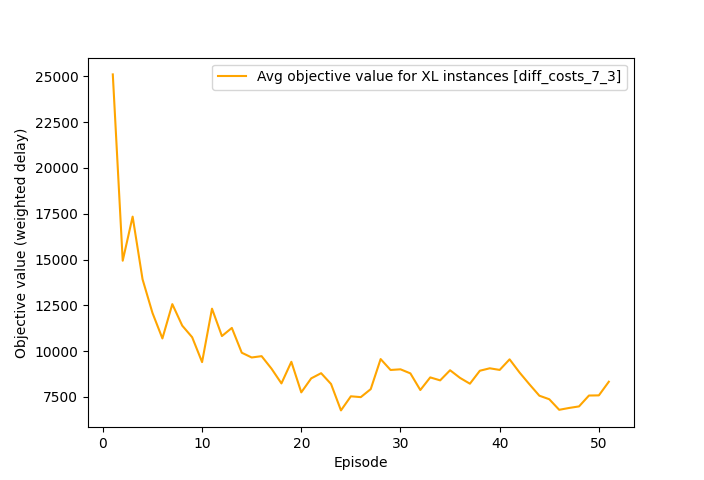 Avg objective value for XL instances [diff_costs_7_3]
Objective value (weighted delay)
25000
22500
20000
17500
15000
12500
10000
7500
0 10 20 30 40 50
Episode